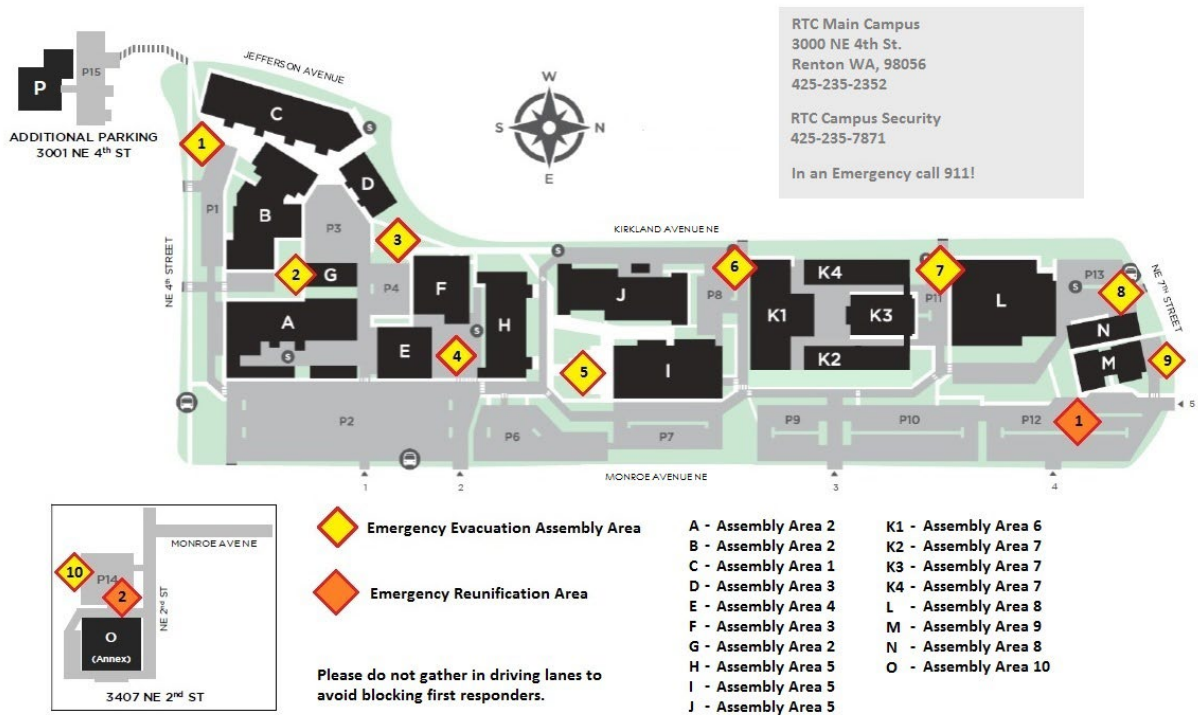 RTC Main Campus
3000 NE 4th St.
Renton WA, 98056
425-235-2352
RTC Campus Security
425-235-7871
In an Emergency call 911!
P
P15
ADDITIONAL PARKING
3001 NE 4th ST
JEFFERSON AVENUE
W
S
N
E
C
S
1
D
B
P1
P3
3
2
G
NE 4TH STREET
P4
F
A
S
E
4
S
H
KIRKLAND AVENUE NE
S
S
6
J
P8
5
I
K1
K4
K3
K2
S
7
P11
L
P13
S
8
NE 7TH STREET
N
M
9
P2
P6
P7
P9
P10
P12
1
5
MONROE AVENUE NE
1
2
3
4
MONROE AVE NE
10
P14
2
NE 2nd ST
O
(Annex)
3407 NE 2nd ST
Emergency Evacuation Assembly Area
Emergency Reunification Area
Please do not gather in driving lanes to
avoid blocking first responders.
A - Assembly Area 2
B - Assembly Area 2
C - Assembly Area 1
D - Assembly Area 3
E - Assembly Area 4
F - Assembly Area 3
G - Assembly Area 2
H - Assembly Area 5
I - Assembly Area 5
J - Assembly Area 5
K1 - Assembly Area 6
K2 - Assembly Area 7
K3 - Assembly Area 7
K4 - Assembly Area 7
L - Assembly Area 8
M - Assembly Area 9
N - Assembly Area 8
O - Assembly Area 10